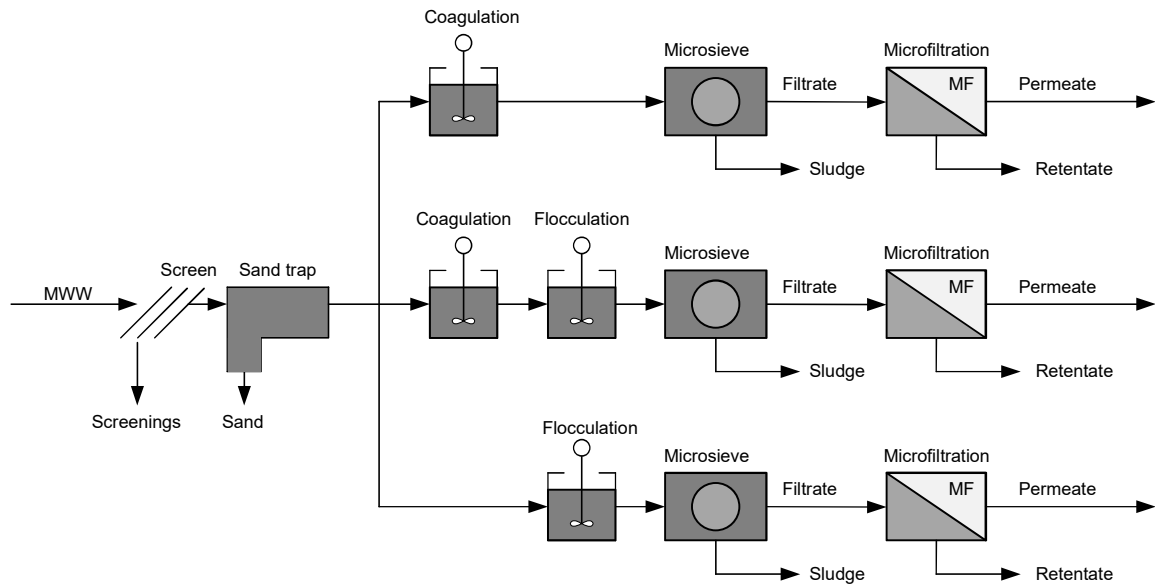 Coagulation
Microsieve
Microfiltration
Filtrate
MF
Permeate
Sludge
Retentate
Coagulation
Flocculation
Microsieve
Microfiltration
MWW
Screen
Sand trap
Filtrate
MF
Permeate
Sludge
Retentate
Screenings
Sand
Flocculation
Microsieve
Microfiltration
Filtrate
MF
Permeate
Sludge
Retentate